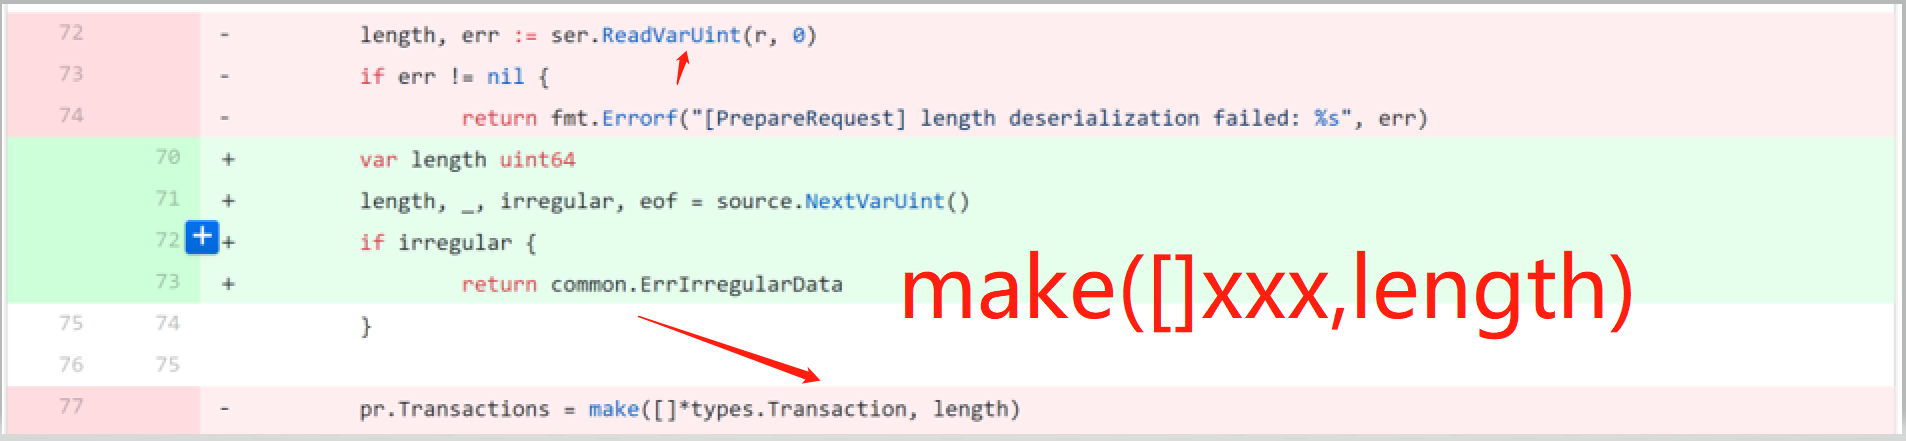 72 - length, err := ser.ReadVarUint(r, 0)
73 - if err != nil {
74 - return fmt.Errorf("[PrepareRequest] length deserialization failed: %s", err)
70 + var length uint64
71 + length, _, irregular, eof = source.NextVarUint()
72 + + if irregular {
73 + return common.ErrIrregularData
make([]xxx,length)
75 74 }
76 75
77 - pr.Transactions = make([]*types.Transaction, length)